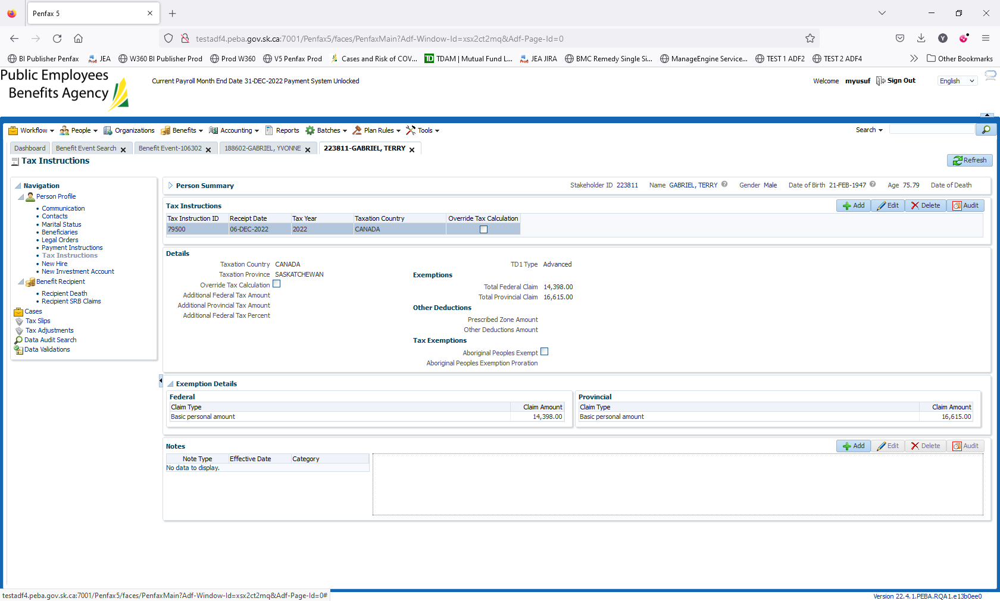 Penfax 5
testadf4.peba.gov.sk.ca:7001/Penfax5/faces/PenfaxMain?Adf-Window-Id=xsx2ct2mq&Adf-Page-Id=0
BI Publisher Penfax JEA W360 BI Publisher Prod Prod W360 V5 Penfax Prod Cases and Risk of COV... TD TDAM | Mutual Fund L... JEA JIRA BMC Remedy Single Si... ManageEngine Service... TEST 1 ADF2 TEST 2 ADF4 Other Bookmarks
Public Employees
Benefits Agency
Current Payroll Month End Date 31-DEC-2022 Payment System Unlocked
Welcome myusuf Sign Out English
Workflow People Organizations Benefits Accounting Reports Batches Plan Rules Tools Search
Dashboard Benefit Event Search Benefit Event-106302 188602-GABRIEL, YVONNE 223811-GABRIEL, TERRY
Tax Instructions Refresh
Navigation
Person Profile
Communication
Contacts
Marital Status
Beneficiaries
Legal Orders
Payment Instructions
Tax Instructions
New Hire
New Investment Account
Benefit Recipient
Recipient Death
Recipient SRB Claims
Cases
Tax Slips
Tax Adjustments
Data Audit Search
Data Validations
Person Summary Stakeholder ID 223811 Name GABRIEL, TERRY Gender Male Date of Birth 21-FEB-1947 Age 75.79 Date of Death
Tax Instructions Add Edit Delete Audit
Tax Instruction ID Receipt Date Tax Year Taxation Country Override Tax Calculation
79500 06-DEC-2022 2022 CANADA
Details
Taxation Country CANADA
Taxation Province SASKATCHEWAN
Override Tax Calculation
Additional Federal Tax Amount
Additional Provincial Tax Amount
Additional Federal Tax Percent
TD1 Type Advanced
Exemptions
Total Federal Claim 14,398.00
Total Provincial Claim 16,615.00
Other Deductions
Prescribed Zone Amount
Other Deductions Amount
Tax Exemptions
Aboriginal Peoples Exempt
Aboriginal Peoples Exemption Proration
Exemption Details
Federal
Claim Type Claim Amount
Basic personal amount 14,398.00
Provincial
Claim Type Claim Amount
Basic personal amount 16,615.00
Notes Add Edit Delete Audit
Note Type Effective Date Category
No data to display.
testadf4.peba.gov.sk.ca:7001/Penfax5/faces/PenfaxMain?Adf-Window-Id=xsx2ct2mq&Adf-Page-Id=0#
Version 22.4.1.PEBA.RQA1.e13b0ee0